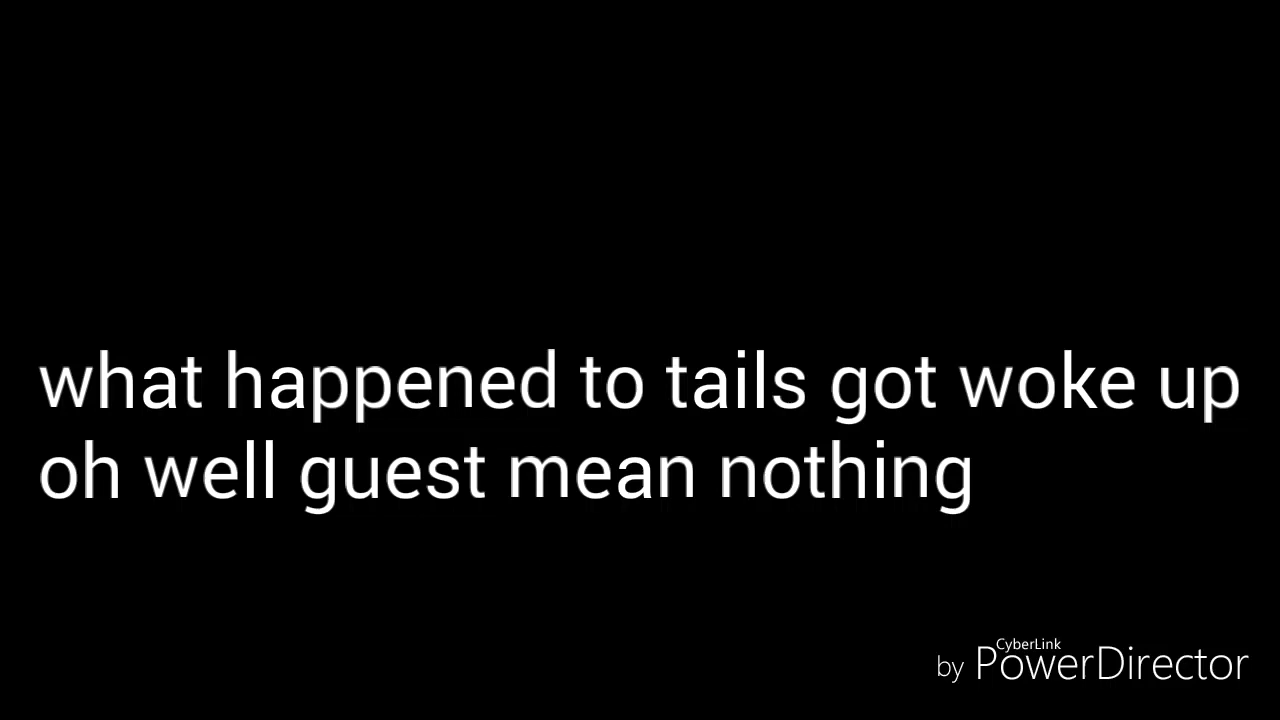 what happened to tails got woke up
oh well guest mean nothing
CyberLink
by PowerDirector